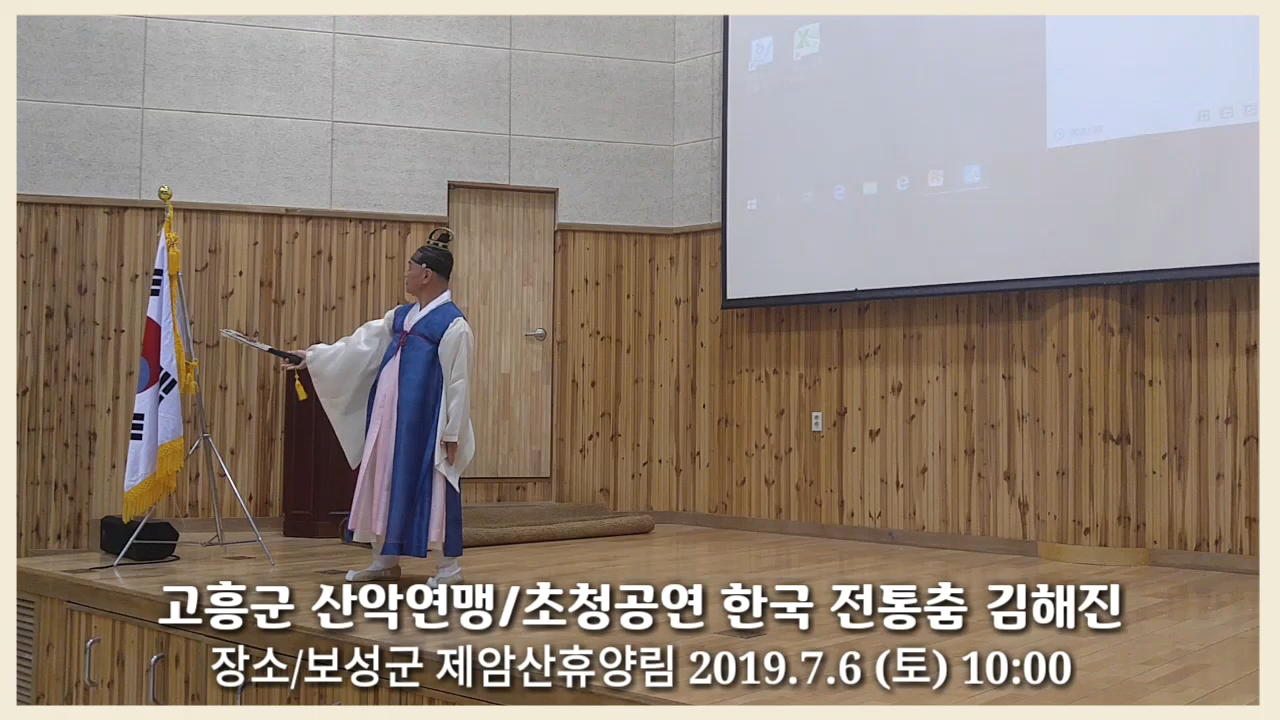 고흥군 산악연맹/초청공연 한국 전통춤 김해진
장소/보성군 제암산휴양림 2019.7.6 (토) 10:00